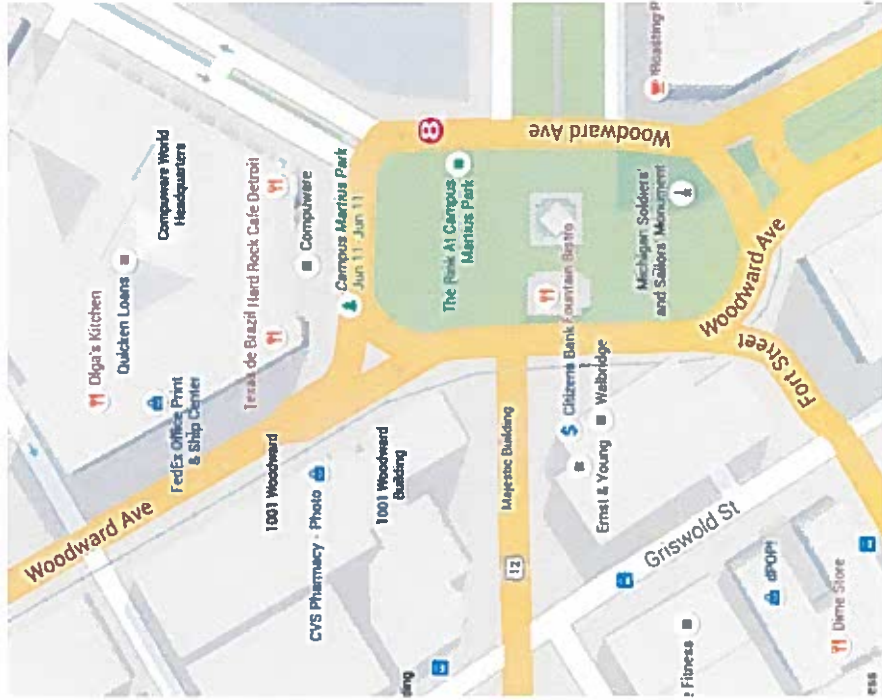 Woodward Ave
Olga's Kitchen
Quicken Loans
Compuware World
Headquarters
FedEx Office Print
& Ship Center
Texas de Brazil
Hard Rock Cafe Detroit
Compuware
1001 Woodward
CVS Pharmacy - Photo
1001 Woodward
Building
Campus Martius Park
Jun 11 - Jun 11
8
The Rink At Campus
Martius Park
Woodward Ave
Roasting P
Majestic Building
12
Citizens Bank
Fountain Bistro
Ernst & Young
Walbridge
Michigan Soldiers'
and Sailors' Monument
Woodward Ave
Fort Street
Griswold St
dPOP!
Dime Store
Fitness
ding
ess